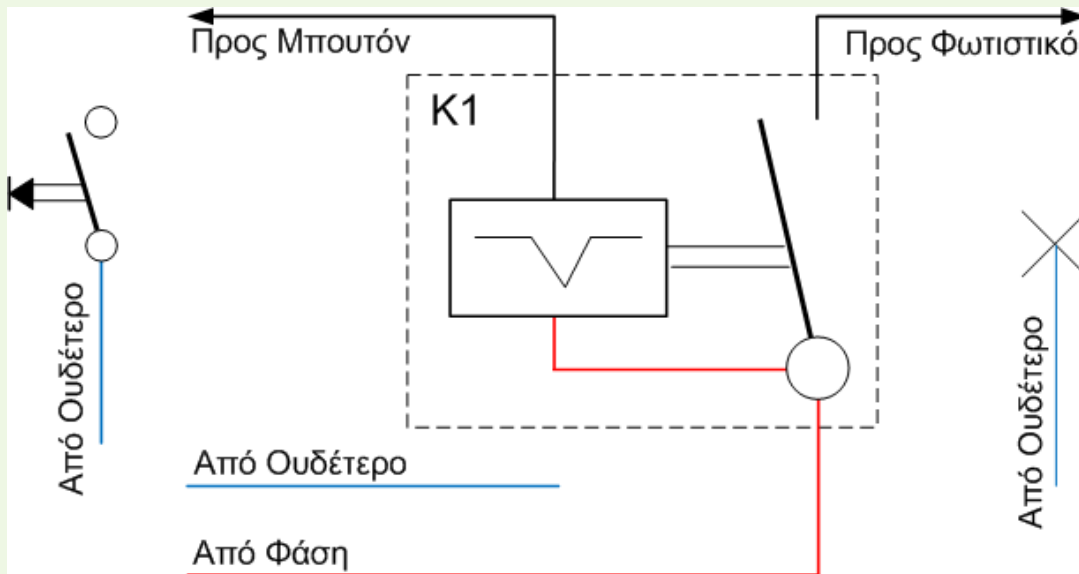 Προς Μπουτόν
Προς Φωτιστικό
K1
Από Ουδέτερο
Από Ουδέτερο
Από Ουδέτερο
Από Φάση